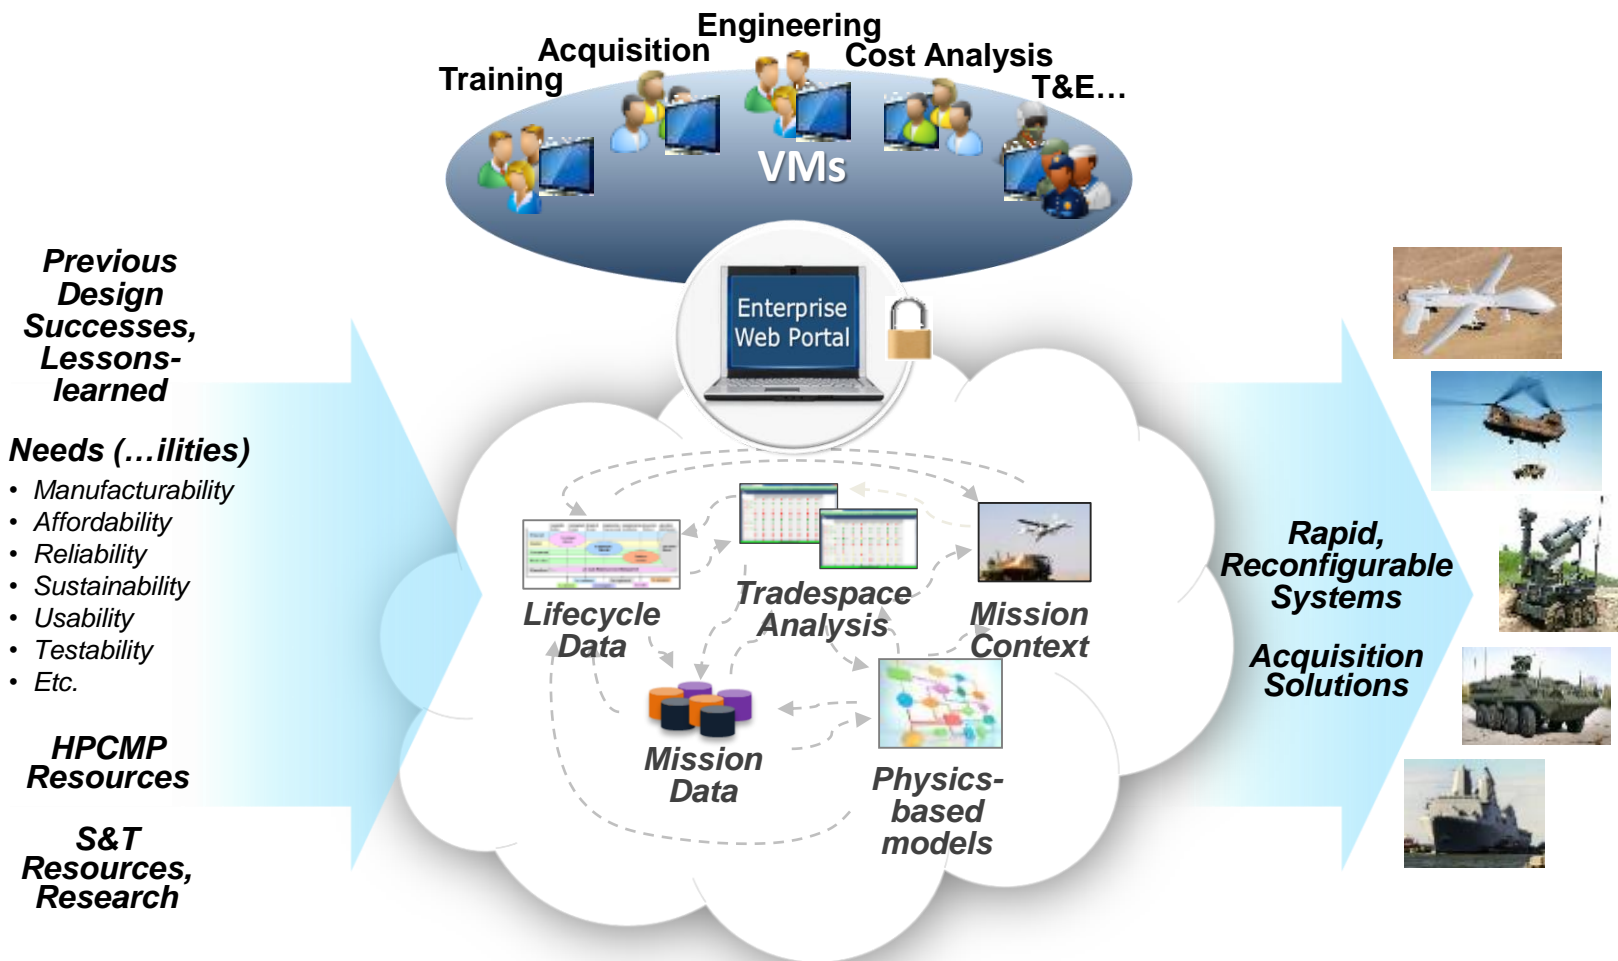 Engineering
Acquisition
Cost Analysis
Training
T&E…
VMs
Enterprise
Web Portal
Previous
Design
Successes,
Lessons-
learned
Needs (…ilities)
• Manufacturability
• Affordability
• Reliability
• Sustainability
• Usability
• Testability
• Etc.
HPCMP
Resources
S&T
Resources,
Research
Lifecycle
Data
Tradespace
Analysis
Mission
Context
Mission
Data
Physics-
based
models
Rapid,
Reconfigurable
Systems
Acquisition
Solutions